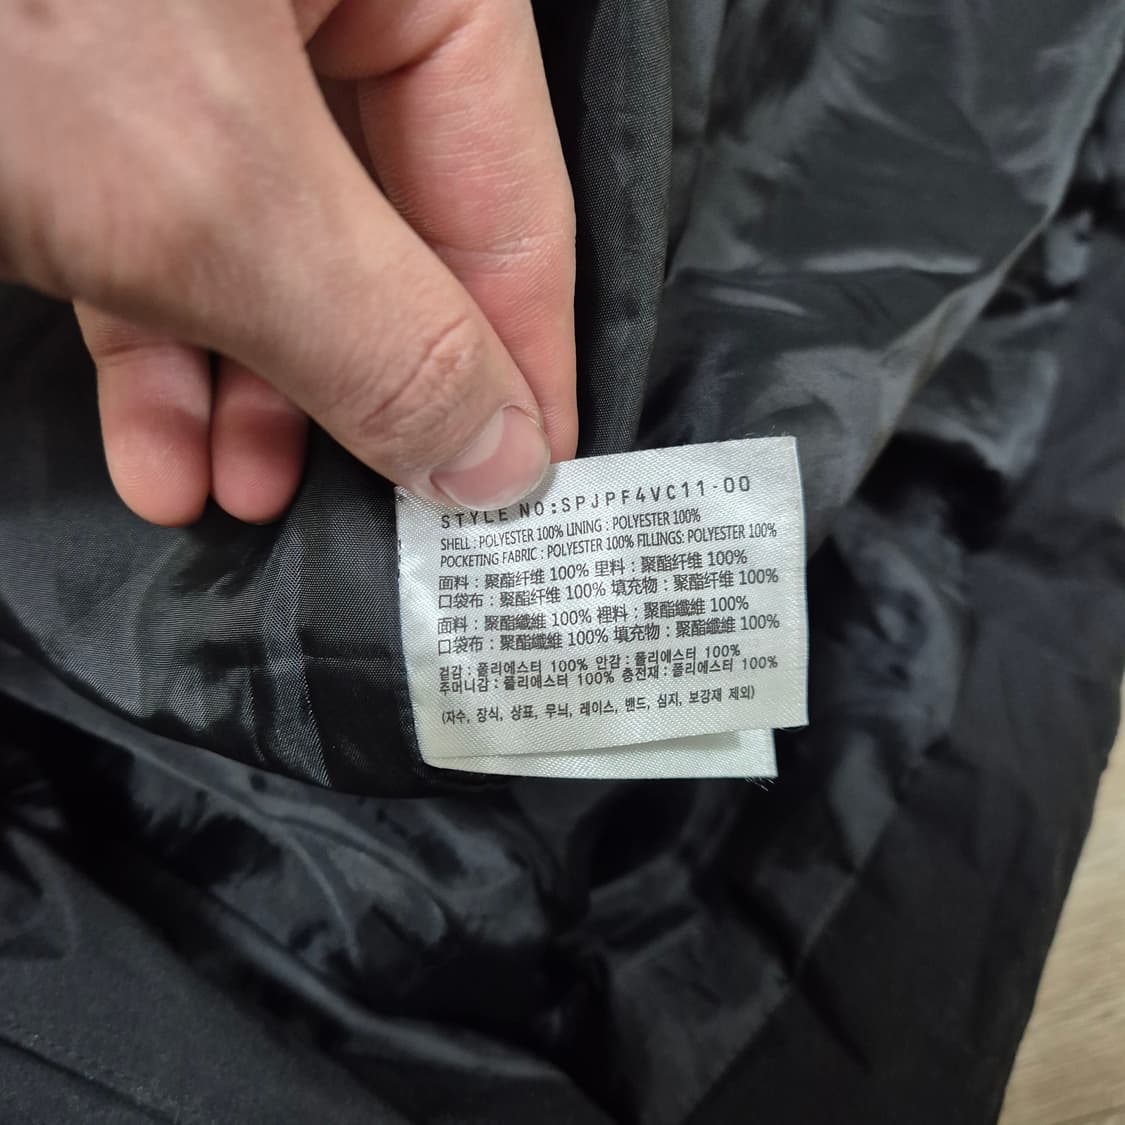 STYLE NO:SPJPF4VC11-00
SHELL : POLYESTER 100% LINING : POLYESTER 100%
POCKETING FABRIC : POLYESTER 100% FILLINGS: POLYESTER 100%
面料：聚酯纤维 100% 里料：聚酯纤维 100%
口袋布：聚酯纤维 100% 填充物：聚酯纤维 100%
面料：聚酯纖維 100% 裡料：聚酯纖維 100%
口袋布：聚酯纖維 100% 填充物：聚酯纖維 100%
겉감 : 폴리에스터 100% 안감 : 폴리에스터 100%
주머니감 : 폴리에스터 100% 충전재 : 폴리에스터 100%
(자수, 장식, 상표, 무늬, 레이스, 밴드, 심지, 보강재 제외)